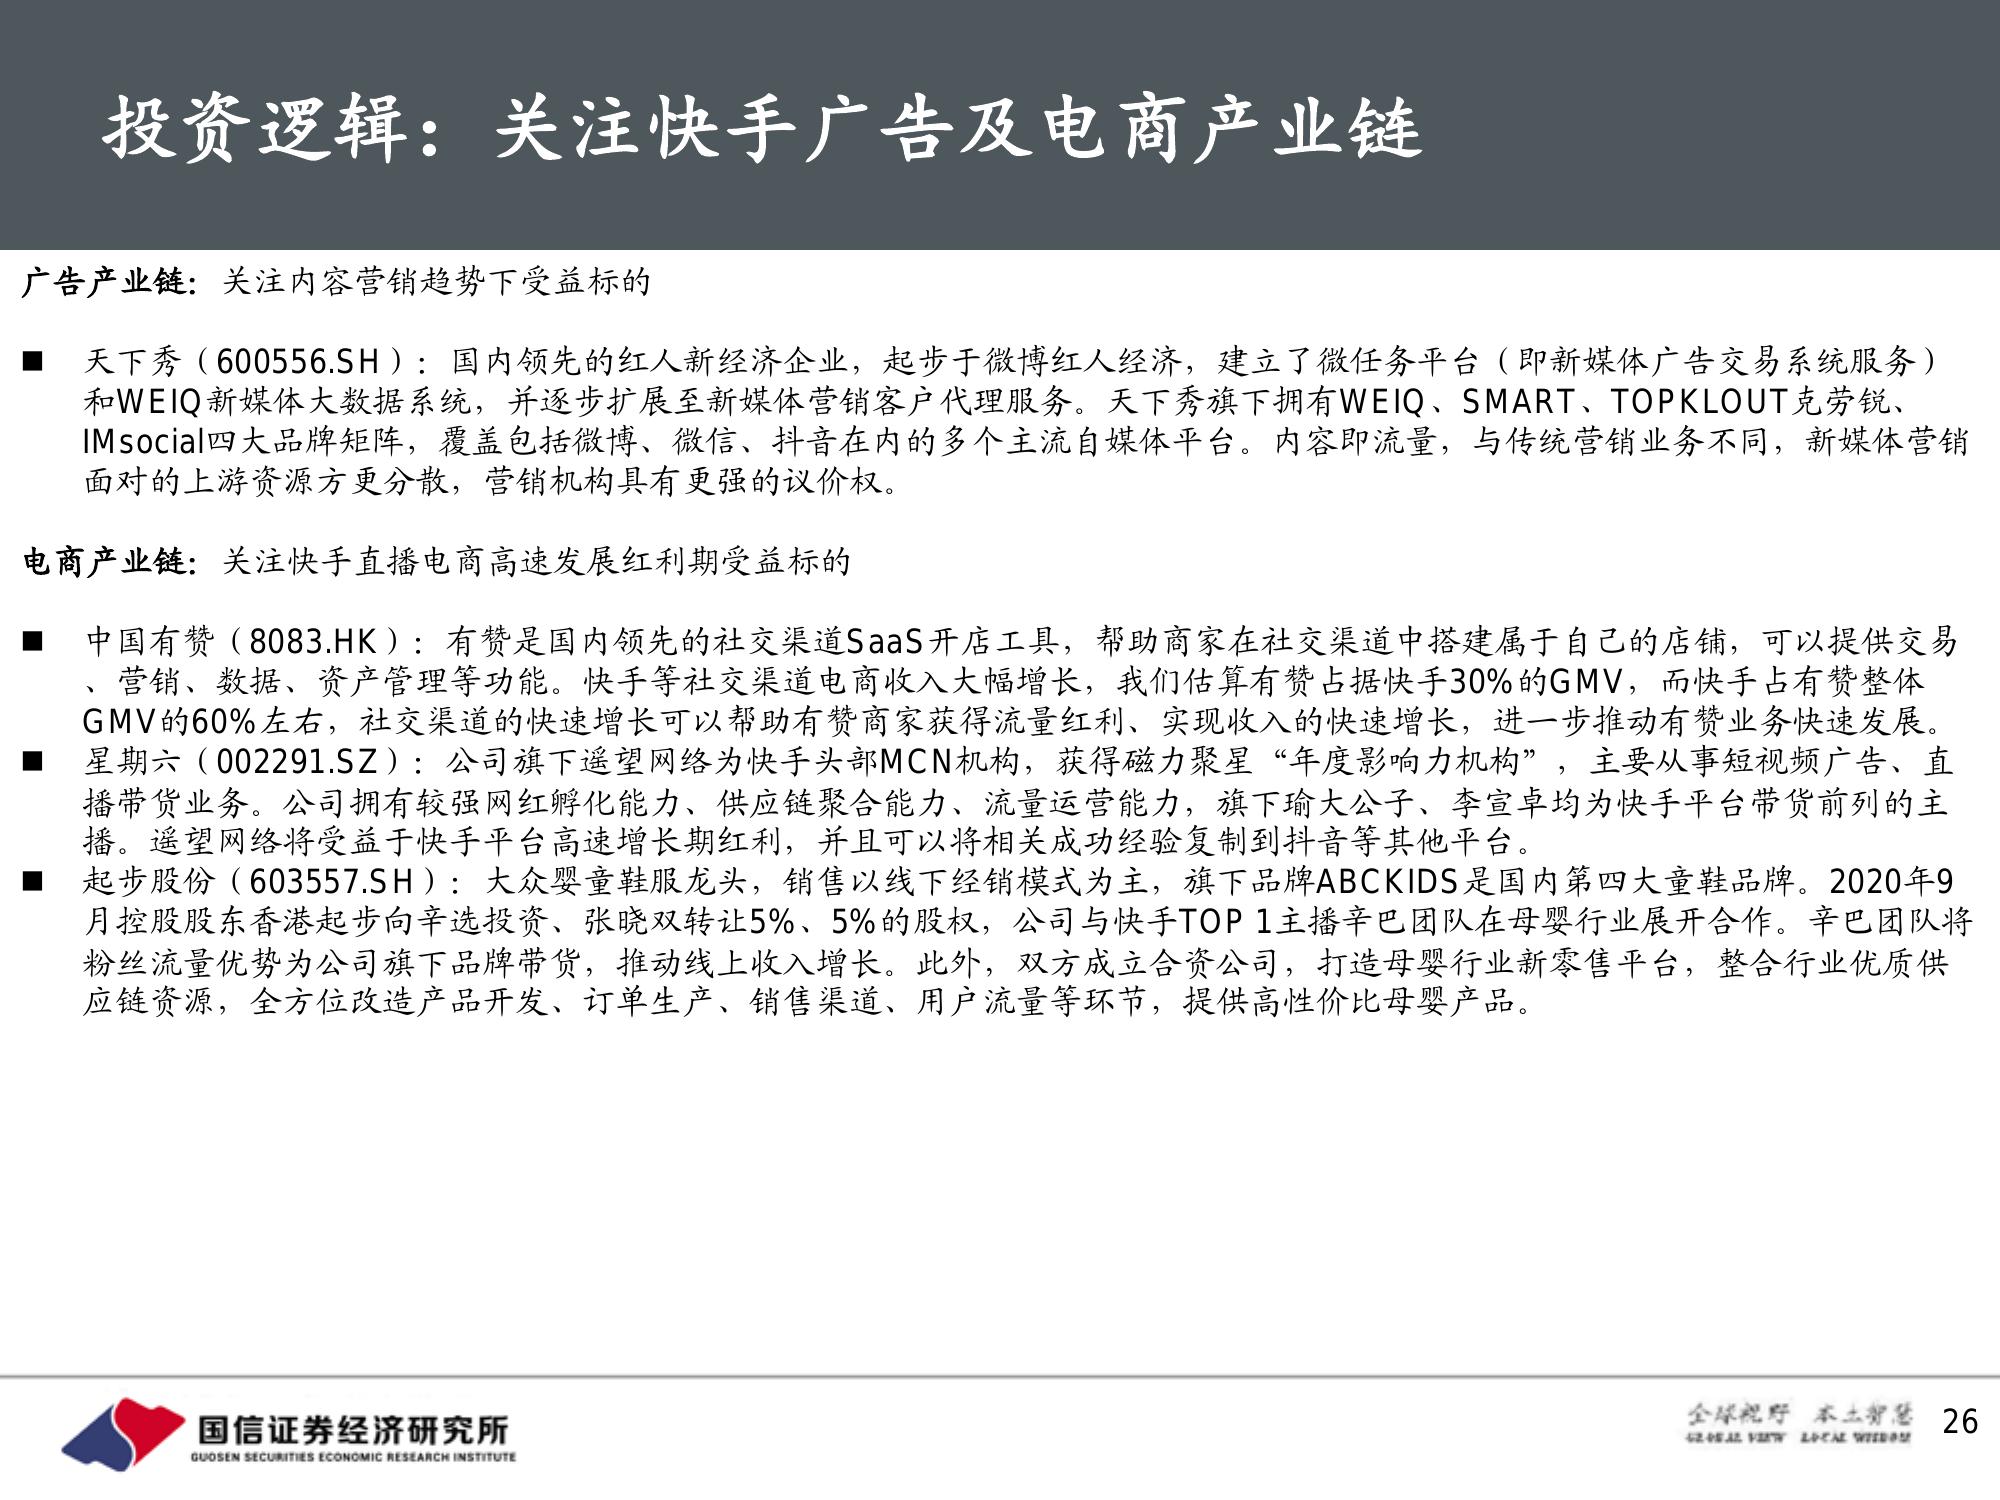 投资逻辑：关注快手广告及电商产业链
广告产业链：关注内容营销趋势下受益标的
■ 天下秀（600556.SH）：国内领先的红人新经济企业，起步于微博红人经济，建立了微任务平台（即新媒体广告交易系统服务）
和WEIQ新媒体大数据系统，并逐步扩展至新媒体营销客户代理服务。天下秀旗下拥有WEIQ、SMART、TOPKLOUT克劳锐、
IMsocial四大品牌矩阵，覆盖包括微博、微信、抖音在内的多个主流自媒体平台。内容即流量，与传统营销业务不同，新媒体营销
面对的上游资源方更分散，营销机构具有更强的议价权。
电商产业链：关注快手直播电商高速发展红利期受益标的
■ 中国有赞（8083.HK）：有赞是国内领先的社交渠道SaaS开店工具，帮助商家在社交渠道中搭建属于自己的店铺，可以提供交易
、营销、数据、资产管理等功能。快手等社交渠道电商收入大幅增长，我们估算有赞占据快手30%的GMV，而快手占有赞整体
GMV的60%左右，社交渠道的快速增长可以帮助有赞商家获得流量红利、实现收入的快速增长，进一步推动有赞业务快速发展。
■ 星期六（002291.SZ）：公司旗下遥望网络为快手头部MCN机构，获得磁力聚星“年度影响力机构”，主要从事短视频广告、直
播带货业务。公司拥有较强网红孵化能力、供应链聚合能力、流量运营能力，旗下瑜大公子、李宣卓均为快手平台带货前列的主
播。遥望网络将受益于快手平台高速增长期红利，并且可以将相关成功经验复制到抖音等其他平台。
■ 起步股份（603557.SH）：大众婴童鞋服龙头，销售以线下经销模式为主，旗下品牌ABCKIDS是国内第四大童鞋品牌。2020年9
月控股股东香港起步向辛选投资、张晓双转让5%、5%的股权，公司与快手TOP 1主播辛巴团队在母婴行业展开合作。辛巴团队将
粉丝流量优势为公司旗下品牌带货，推动线上收入增长。此外，双方成立合资公司，打造母婴行业新零售平台，整合行业优质供
应链资源，全方位改造产品开发、订单生产、销售渠道、用户流量等环节，提供高性价比母婴产品。
国信证券经济研究所
GUOSEN SECURITIES ECONOMIC RESEARCH INSTITUTE
全球视野 本土智慧
GLOBAL VIEW LOCAL WISDOM
26